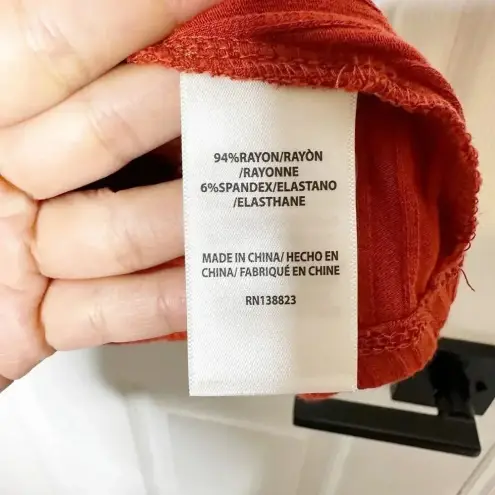 94%RAYON/RAYÒN
/RAYONNE
6%SPANDEX/ELASTANO
/ELASTHANE
MADE IN CHINA/ HECHO EN
CHINA/ FABRIQUÉ EN CHINE
RN138823